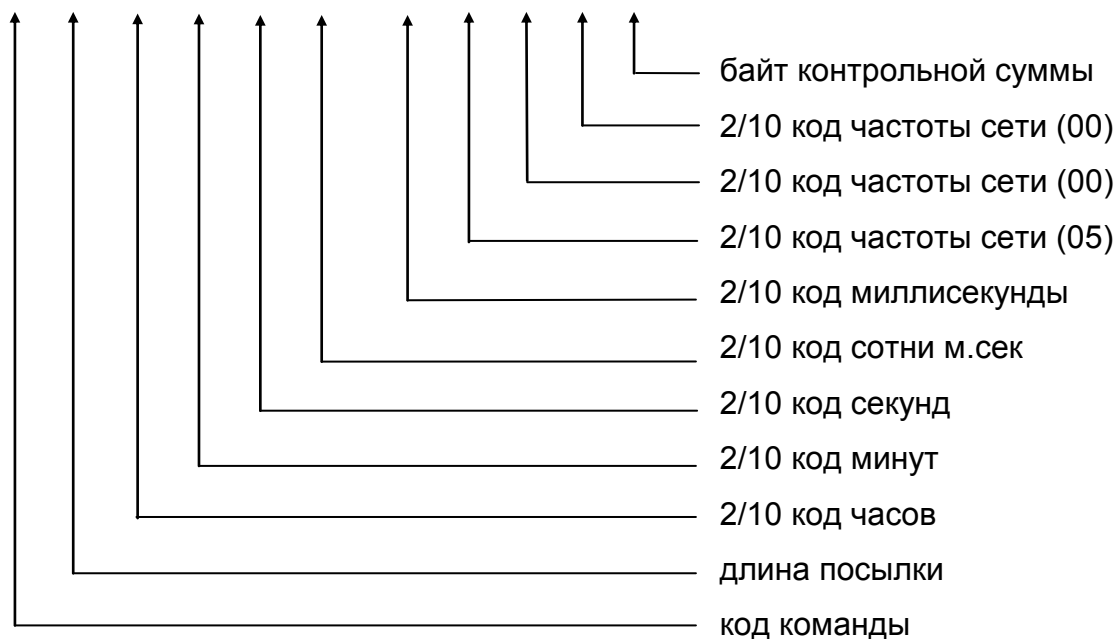 байт контрольной суммы
2/10 код частоты сети (00)
2/10 код частоты сети (00)
2/10 код частоты сети (05)
2/10 код миллисекунды
2/10 код сотни м.сек
2/10 код секунд
2/10 код минут
2/10 код часов
длина посылки
код команды